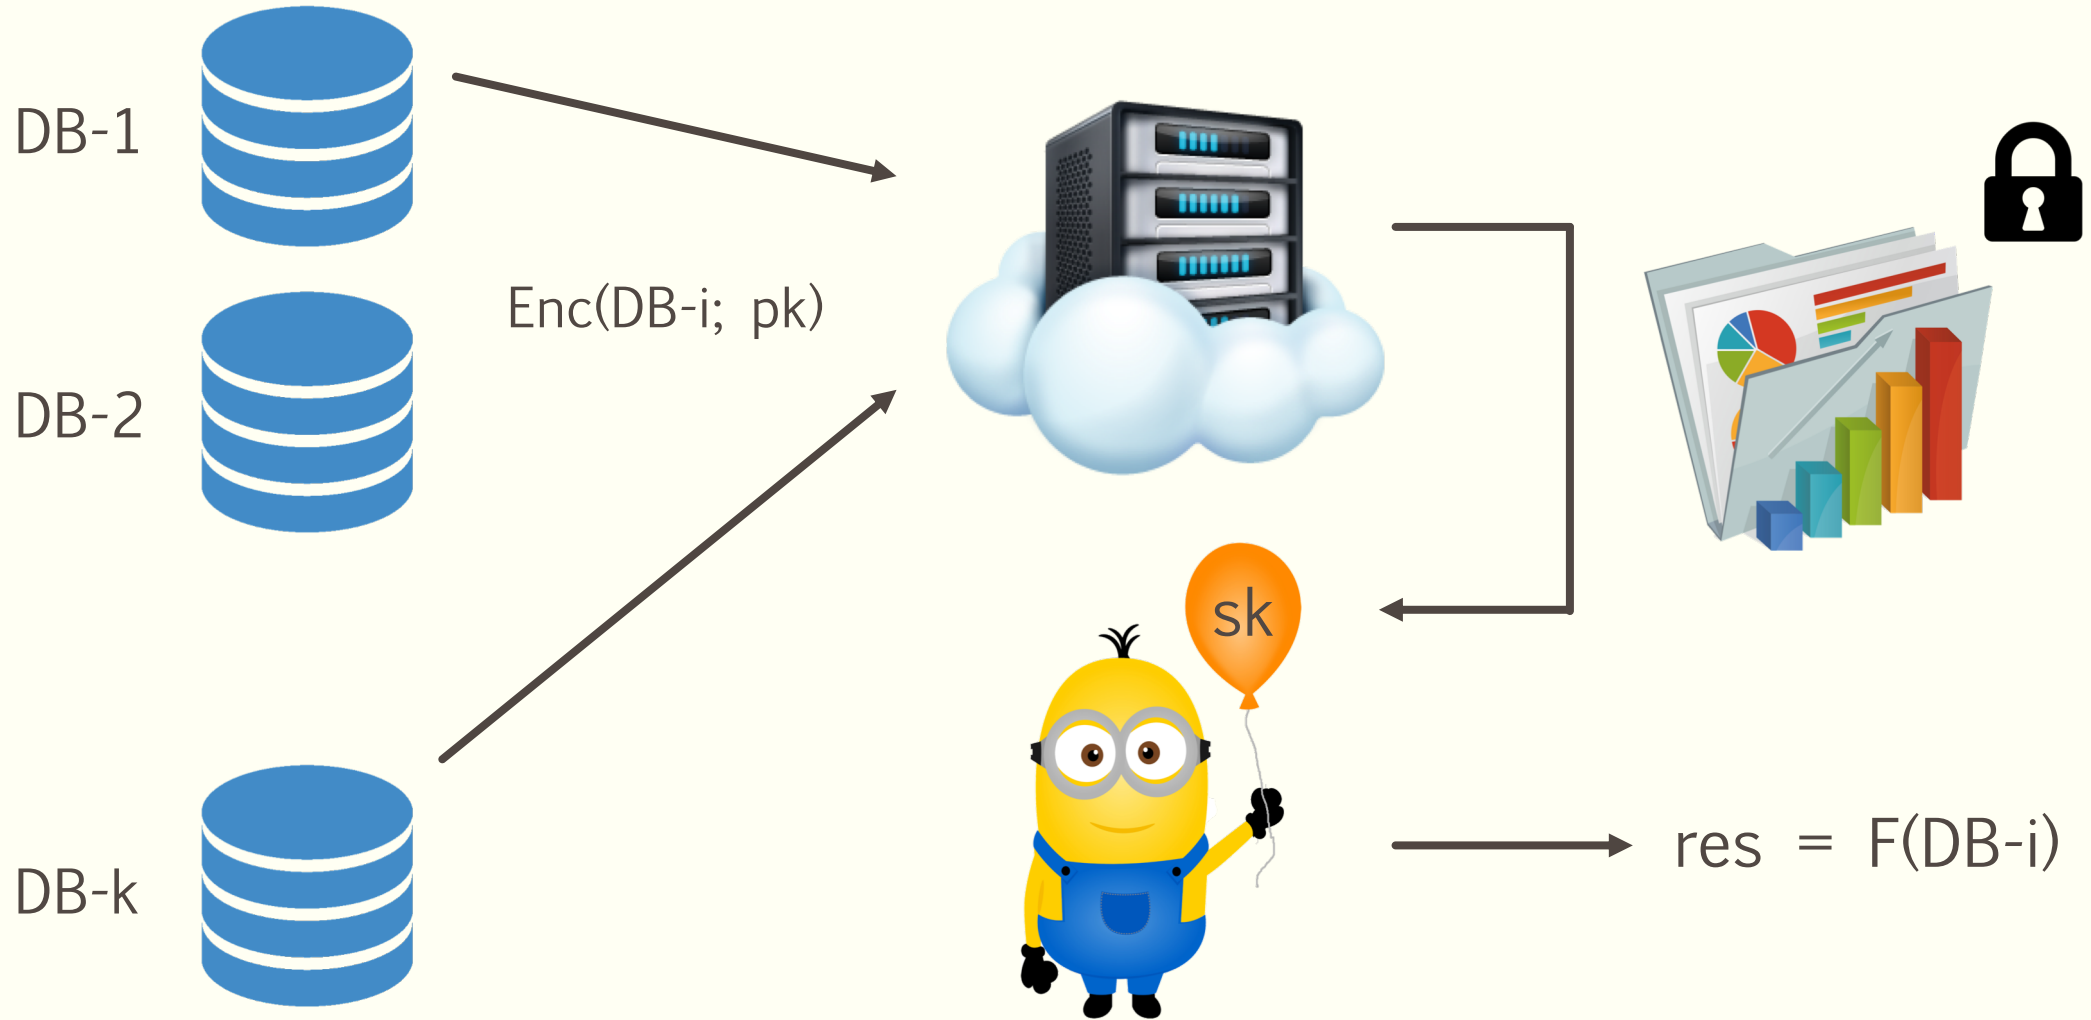 DB-1
Enc(DB-i; pk)
DB-2
sk
DB-k
res = F(DB-i)